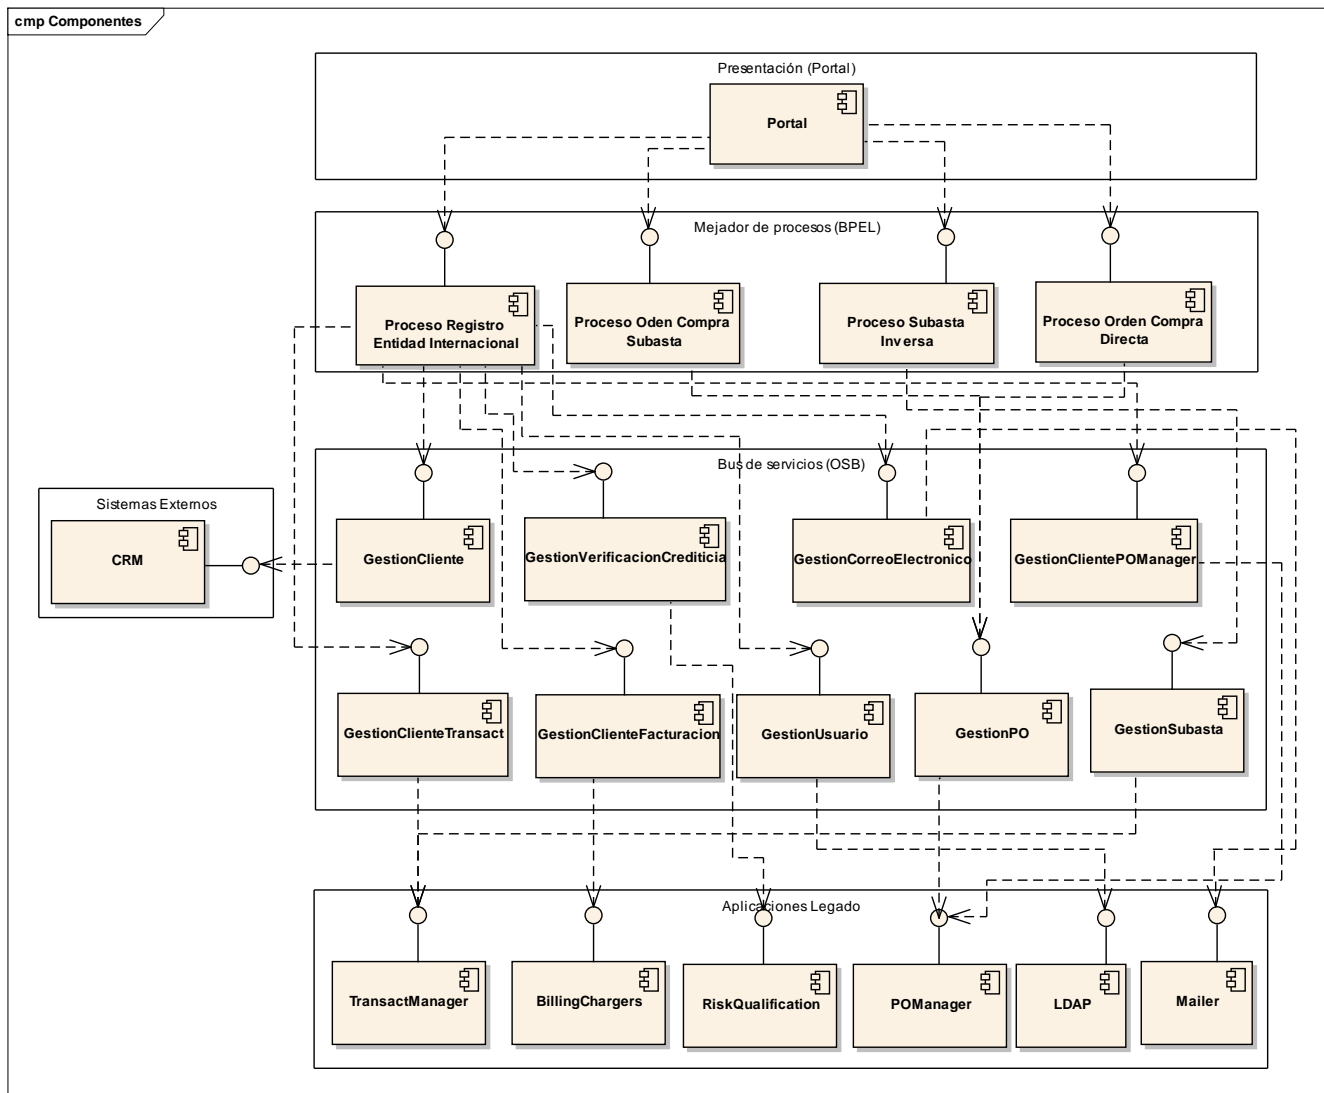 cmp Componentes
Presentación (Portal)
Portal
Mejador de procesos (BPEL)
Proceso Registro
Entidad Internacional
Proceso Oden Compra
Subasta
Proceso Subasta
Inversa
Proceso Orden Compra
Directa
Bus de servicios (OSB)
Sistemas Externos
CRM
GestionCliente
GestionVerificacionCrediticia
GestionCorreoElectronico
GestionClientePOManager
GestionClienteTransact
GestionClienteFacturacion
GestionUsuario
GestionPO
GestionSubasta
Aplicaciones Legado
TransactManager
BillingChargers
RiskQualification
POManager
LDAP
Mailer